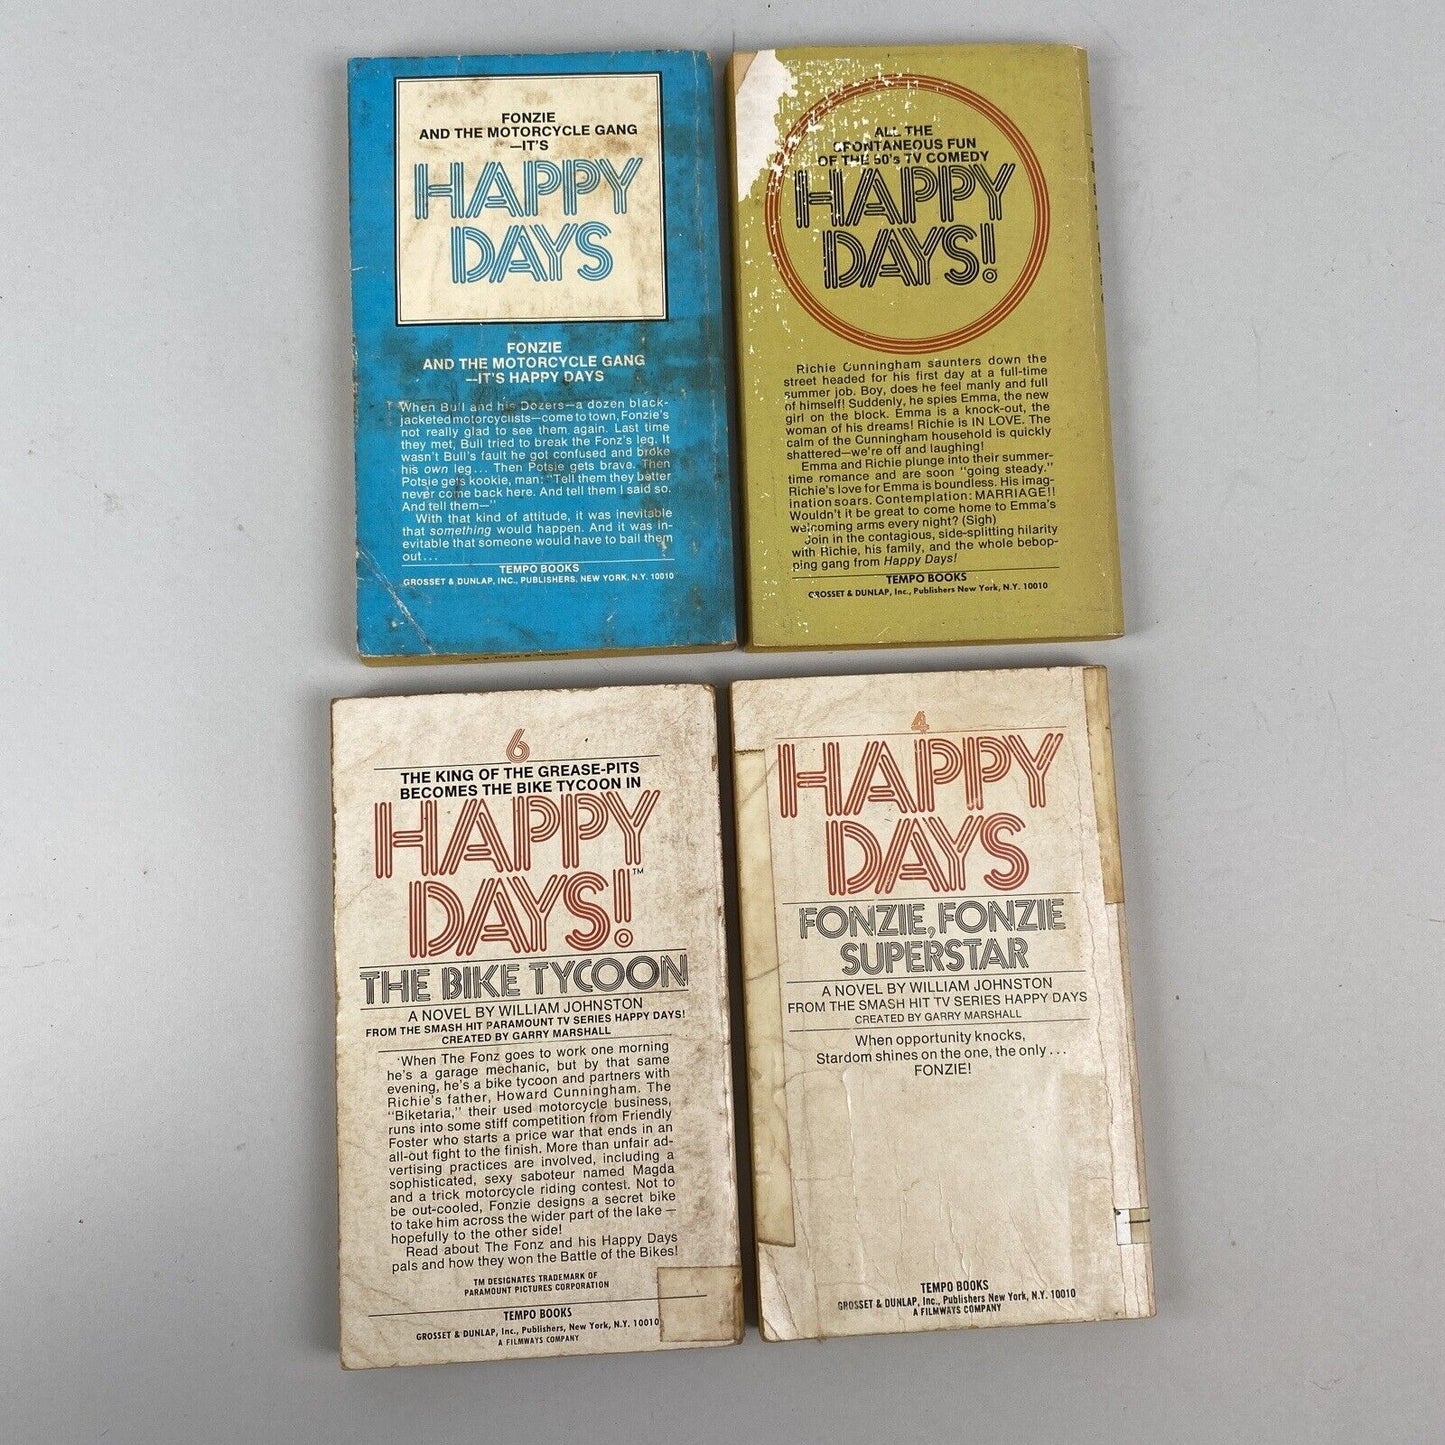 FONZIE
AND THE MOTORCYCLE GANG
—IT'S
HAPPY
DAYS
FONZIE
AND THE MOTORCYCLE GANG
—IT'S HAPPY DAYS
When Bull and his Dozers—a dozen black-
jacketed motorcyclists—come to town, Fonzie's
not really glad to see them again. Last time
they met, Bull tried to break the Fonz's leg. It
wasn't Bull's fault he got confused and broke
his own leg... Then Potsie gets brave. Then
Potsie gets kookie, man: "Tell them they better
never come back here. And tell them I said so.
And tell them—"
With that kind of attitude, it was inevitable
that something would happen. And it was in-
evitable that someone would have to bail them
out...
TEMPO BOOKS
GROSSET & DUNLAP, INC., PUBLISHERS, NEW YORK, N.Y. 10010
ALL THE
SPONTANEOUS FUN
OF THE 50's TV COMEDY
HAPPY
DAYS!
Richie Cunningham saunters down the
street headed for his first day at a full-time
summer job. Boy, does he feel manly and full
of himself! Suddenly, he spies Emma, the new
girl on the block. Emma is a knock-out, the
woman of his dreams! Richie is IN LOVE. The
calm of the Cunningham household is quickly
shattered—we're off and laughing!
Emma and Richie plunge into their summer-
time romance and are soon "going steady."
Richie's love for Emma is boundless. His imag-
ination soars. Contemplation: MARRIAGE!!
Wouldn't it be great to come home to Emma's
welcoming arms every night? (Sigh)
Join in the contagious, side-splitting hilarity
with Richie, his family, and the whole bebop-
ping gang from Happy Days!
TEMPO BOOKS
GROSSET & DUNLAP, Inc., Publishers New York, N.Y. 10010
6
THE KING OF THE GREASE-PITS
BECOMES THE BIKE TYCOON IN
HAPPY
DAYS!™
THE BIKE TYCOON
A NOVEL BY WILLIAM JOHNSTON
FROM THE SMASH HIT PARAMOUNT TV SERIES HAPPY DAYS!
CREATED BY GARRY MARSHALL
When The Fonz goes to work one morning
he's a garage mechanic, but by that same
evening, he's a bike tycoon and partners with
Richie's father, Howard Cunningham. The
"Biketaria," their used motorcycle business,
runs into some stiff competition from Friendly
Foster who starts a price war that ends in an
all-out fight to the finish. More than unfair ad-
vertising practices are involved, including a
sophisticated, sexy saboteur named Magda
and a trick motorcycle riding contest. Not to
be out-cooled, Fonzie designs a secret bike
to take him across the wider part of the lake—
hopefully to the other side!
Read about The Fonz and his Happy Days
pals and how they won the Battle of the Bikes!
TM DESIGNATES TRADEMARK OF
PARAMOUNT PICTURES CORPORATION
TEMPO BOOKS
GROSSET & DUNLAP, Inc., Publishers, New York, N.Y. 10010
A FILMWAYS COMPANY
4
HAPPY
DAYS
FONZIE, FONZIE
SUPERSTAR
A NOVEL BY WILLIAM JOHNSTON
FROM THE SMASH HIT TV SERIES HAPPY DAYS
CREATED BY GARRY MARSHALL
When opportunity knocks,
Stardom shines on the one, the only...
FONZIE!
TEMPO BOOKS
GROSSET & DUNLAP, Inc., Publishers New York, N.Y. 10010
A FILMWAYS COMPANY